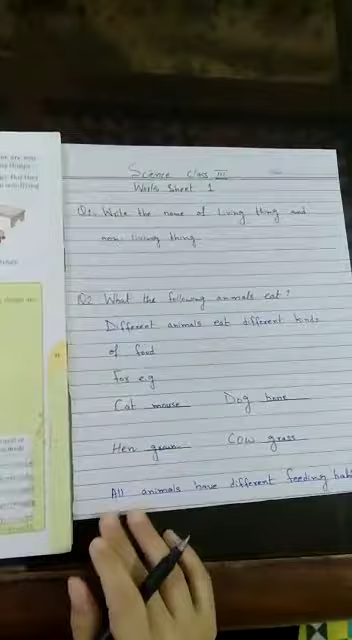 Science Class III
Work Sheet 1
Q1. Write the name of living thing and
non living thing
Q2 What the following animals eat?
Different animals eat different kinds
of food
For e.g
Cat mouse Dog bone
Hen grain Cow grass
All animals have different feeding